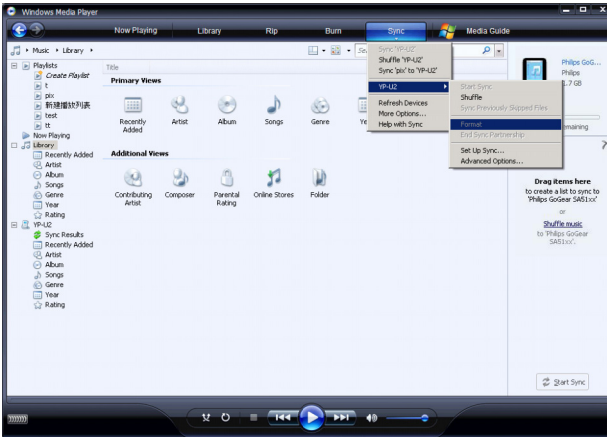 Windows Media Player
Now Playing Library Rip Burn Sync Media Guide
Music Library
Playlists
Create Playlist
t
pix
新建播放列表
test
tt
Now Playing
Library
Recently Added
Artist
Album
Songs
Genre
Year
Rating
YP-U2
Sync Results
Recently Added
Artist
Album
Songs
Genre
Year
Rating
Title
Primary Views
Recently Added
Artist
Album
Songs
Genre
Additional Views
Contributing Artist
Composer
Parental Rating
Online Stores
Folder
Sync 'YP-U2'
Shuffle 'YP-U2'
Sync 'pix' to 'YP-U2'
YP-U2
Refresh Devices
More Options...
Help with Sync
Start Sync
Shuffle
Sync Previously Skipped Files
Format
End Sync Partnership
Set Up Sync...
Advanced Options...
Philips GoG...
Philips
1.7 GB
Drag items here
to create a list to sync to
'Philips GoGear SA51xx'
or
Shuffle music
to 'Philips GoGear
SA51xx'.
Start Sync